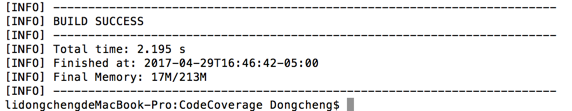 [INFO] ------------------------------------------------------------------------
[INFO] BUILD SUCCESS
[INFO] ------------------------------------------------------------------------
[INFO] Total time: 2.195 s
[INFO] Finished at: 2017-04-29T16:46:42-05:00
[INFO] Final Memory: 17M/213M
[INFO] ------------------------------------------------------------------------
lidongchengdeMacBook-Pro:CodeCoverage Dongcheng$